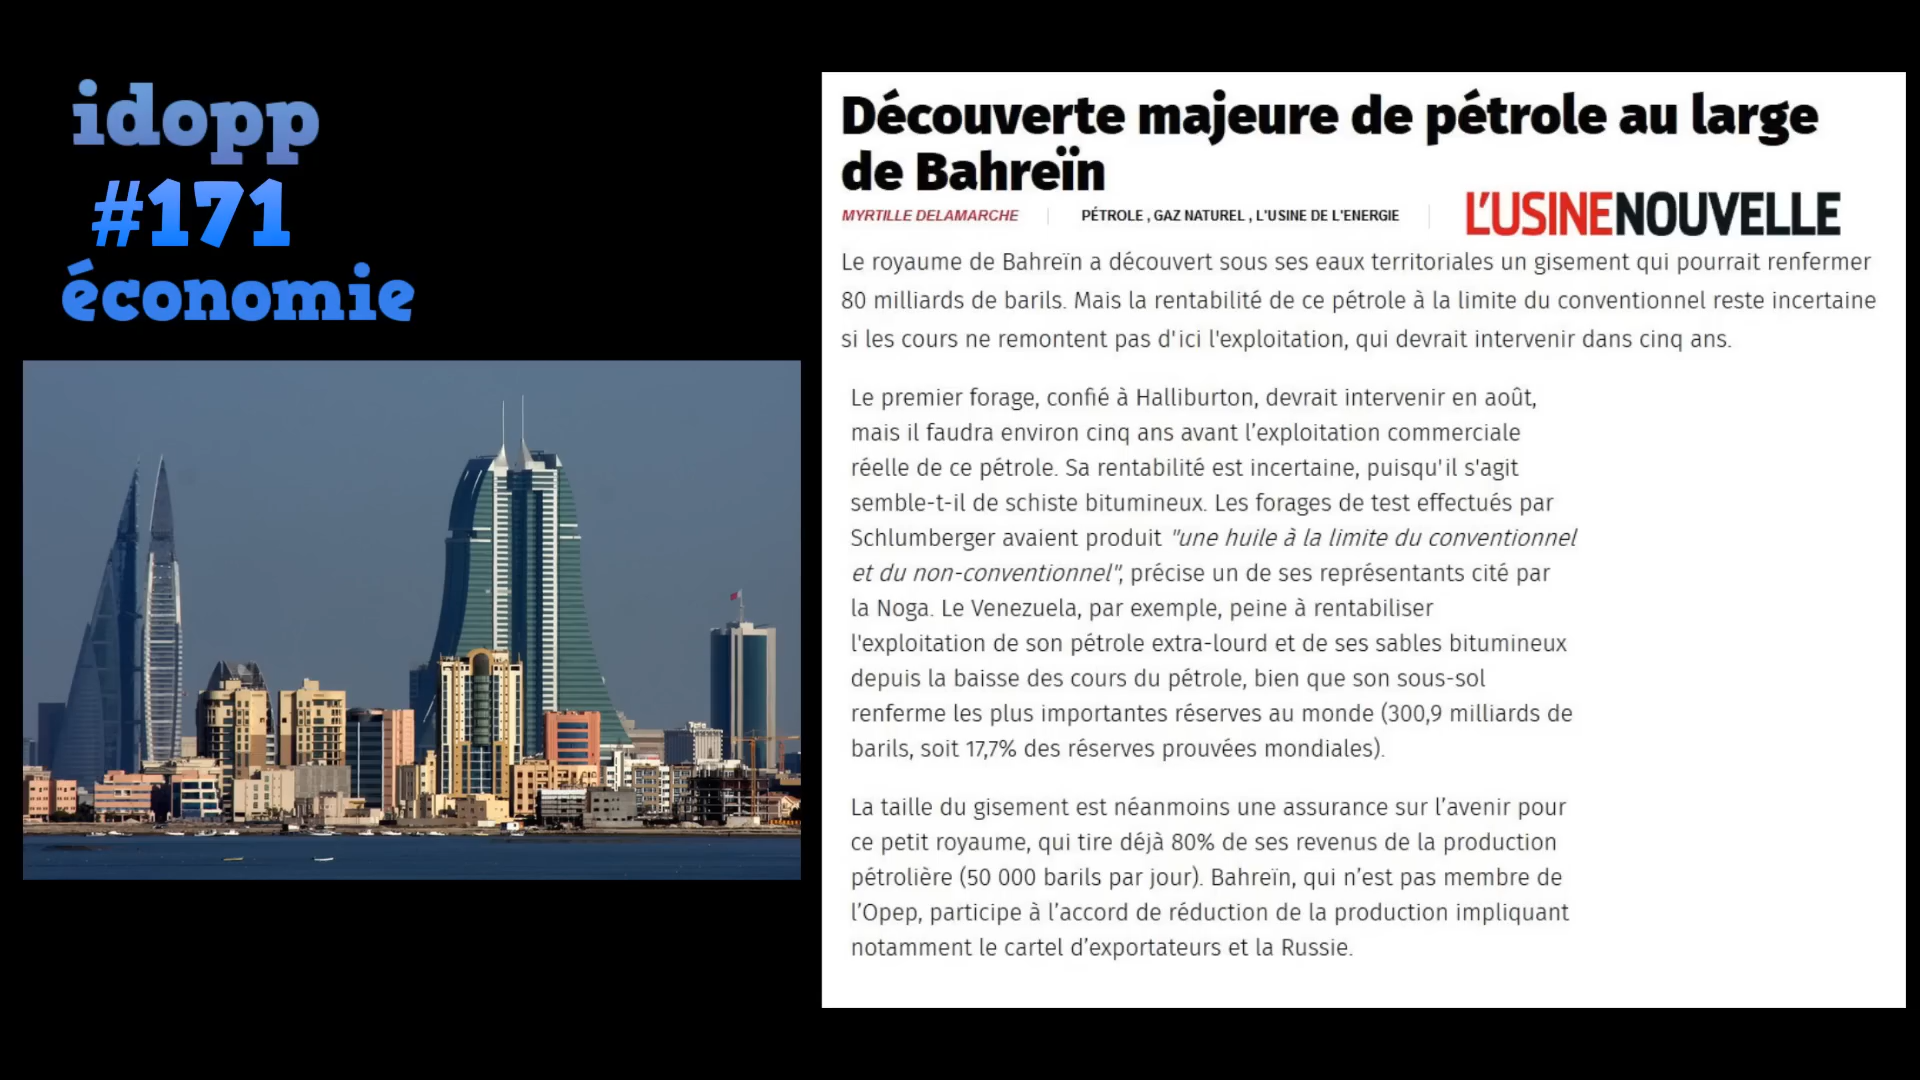 idopp
#171
économie
Découverte majeure de pétrole au large
de Bahreïn
MYRTILLE DELAMARCHE
PÉTROLE , GAZ NATUREL , L'USINE DE L'ENERGIE
L'USINENOUVELLE
Le royaume de Bahreïn a découvert sous ses eaux territoriales un gisement qui pourrait renfermer
80 milliards de barils. Mais la rentabilité de ce pétrole à la limite du conventionnel reste incertaine
si les cours ne remontent pas d'ici l'exploitation, qui devrait intervenir dans cinq ans.
Le premier forage, confié à Halliburton, devrait intervenir en août,
mais il faudra environ cinq ans avant l’exploitation commerciale
réelle de ce pétrole. Sa rentabilité est incertaine, puisqu'il s'agit
semble-t-il de schiste bitumineux. Les forages de test effectués par
Schlumberger avaient produit "une huile à la limite du conventionnel
et du non-conventionnel", précise un de ses représentants cité par
la Noga. Le Venezuela, par exemple, peine à rentabiliser
l'exploitation de son pétrole extra-lourd et de ses sables bitumineux
depuis la baisse des cours du pétrole, bien que son sous-sol
renferme les plus importantes réserves au monde (300,9 milliards de
barils, soit 17,7% des réserves prouvées mondiales).
La taille du gisement est néanmoins une assurance sur l’avenir pour
ce petit royaume, qui tire déjà 80% de ses revenus de la production
pétrolière (50 000 barils par jour). Bahreïn, qui n’est pas membre de
l’Opep, participe à l’accord de réduction de la production impliquant
notamment le cartel d’exportateurs et la Russie.